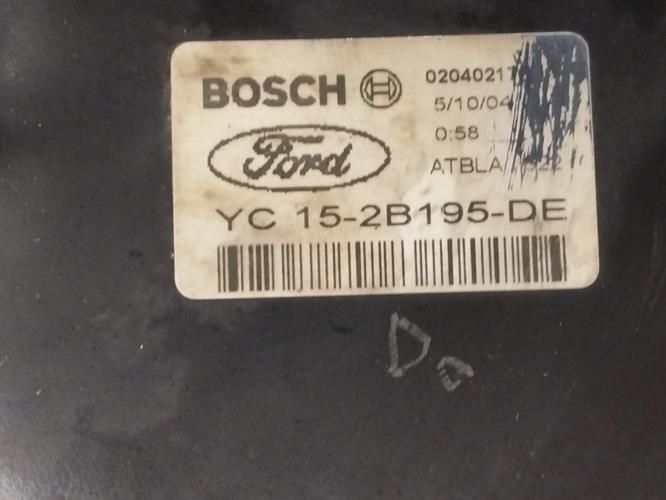 BOSCH
5/10/04
0:58
Ford
YC 15-2B195-DE